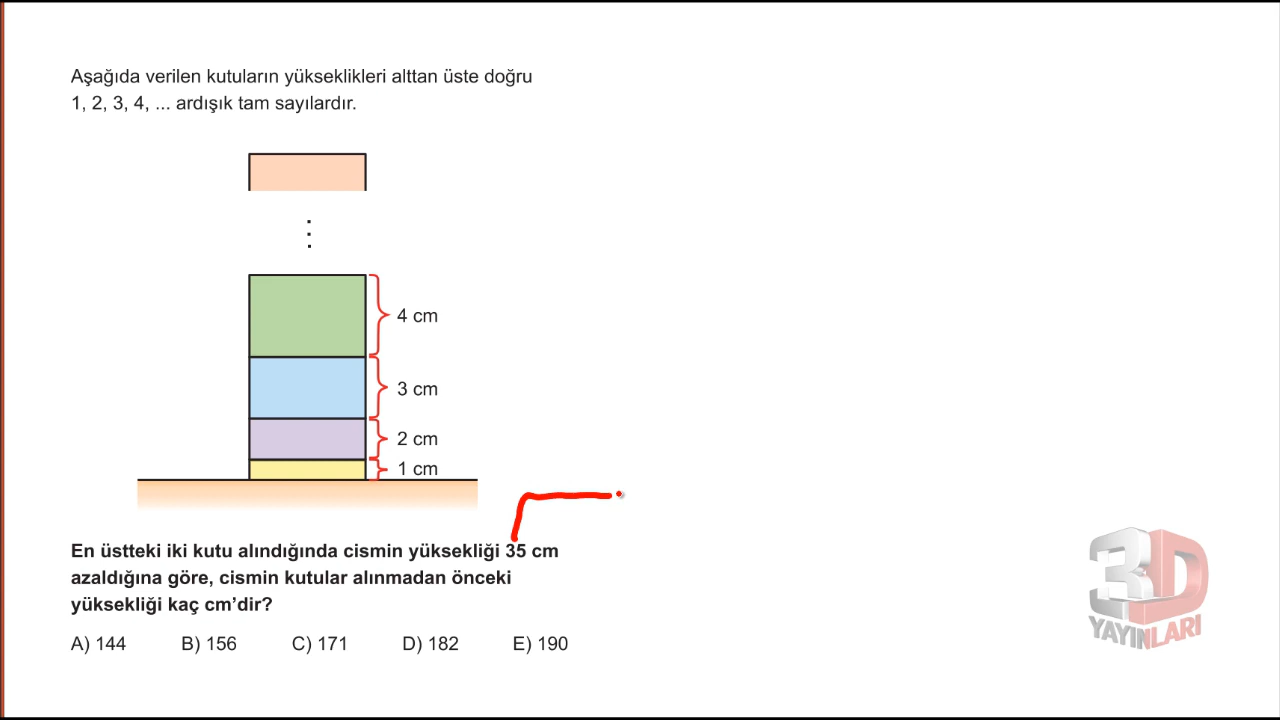 Aşağıda verilen kutuların yükseklikleri alttan üste doğru
1, 2, 3, 4, ... ardışık tam sayılardır.
4 cm
3 cm
2 cm
1 cm
En üstteki iki kutu alındığında cismin yüksekliği 35 cm
azaldığına göre, cismin kutular alınmadan önceki
yüksekliği kaç cm’dir?
A) 144 B) 156 C) 171 D) 182 E) 190
3D
YAYINLARI